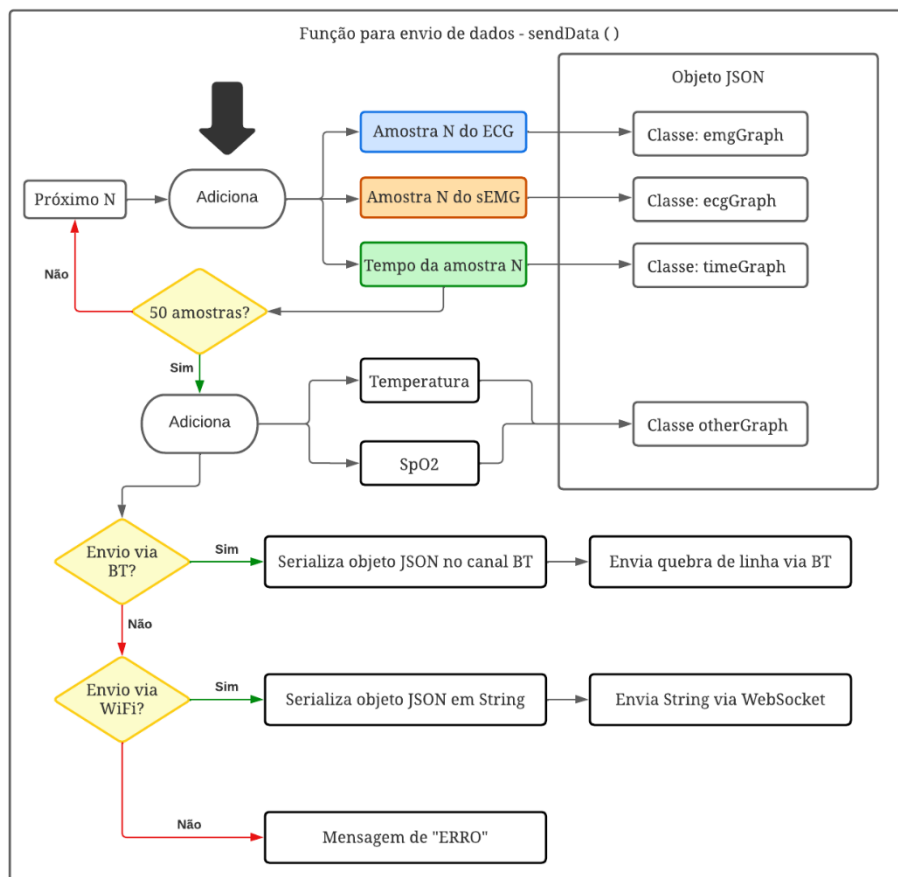 Função para envio de dados - sendData ( )
Objeto JSON
Amostra N do ECG
Classe: emgGraph
Próximo N
Adiciona
Amostra N do sEMG
Classe: ecgGraph
Tempo da amostra N
Classe: timeGraph
Não
50 amostras?
Sim
Adiciona
Temperatura
Classe otherGraph
SpO2
Envio via
BT?
Sim
Serializa objeto JSON no canal BT
Envia quebra de linha via BT
Não
Envio via
WiFi?
Sim
Serializa objeto JSON em String
Envia String via WebSocket
Não
Mensagem de "ERRO"